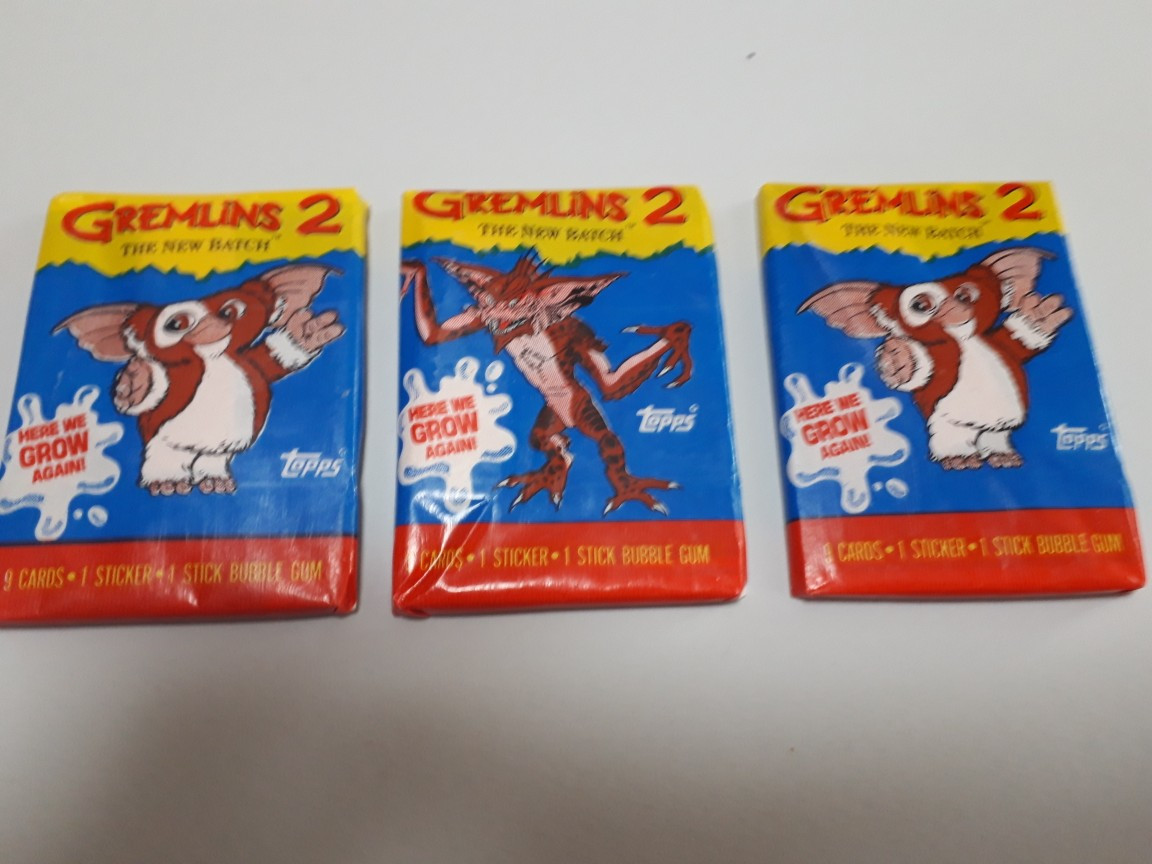 GREMLINS 2
THE NEW BATCH™
HERE WE
GROW
AGAIN!
topps®
9 CARDS • 1 STICKER • 1 STICK BUBBLE GUM
GREMLINS 2
THE NEW BATCH™
HERE WE
GROW
AGAIN!
topps®
CARDS • 1 STICKER • 1 STICK BUBBLE GUM
GREMLINS 2
THE NEW BATCH
HERE WE
GROW
AGAIN!
topps®
9 CARDS • 1 STICKER • 1 STICK BUBBLE GUM